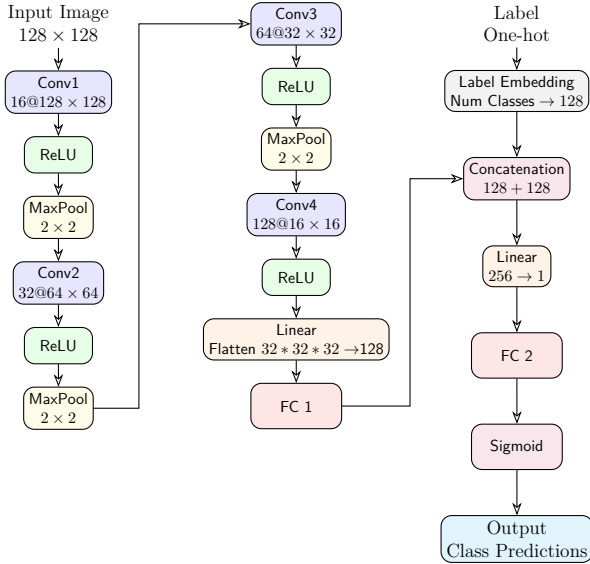 Input Image
128 × 128
Conv1
16@128 × 128
ReLU
MaxPool
2 × 2
Conv2
32@64 × 64
ReLU
MaxPool
2 × 2
Conv3
64@32 × 32
ReLU
MaxPool
2 × 2
Conv4
128@16 × 16
ReLU
Linear
Flatten 32 ∗ 32 ∗ 32 →128
FC 1
Label
One-hot
Label Embedding
Num Classes → 128
Concatenation
128 + 128
Linear
256 → 1
FC 2
Sigmoid
Output
Class Predictions